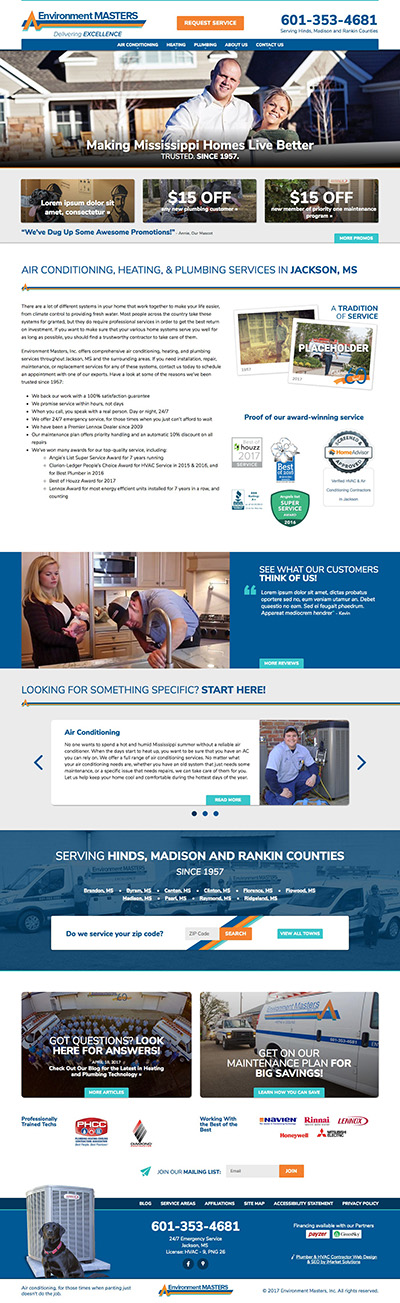 Environment MASTERS
Delivering EXCELLENCE
REQUEST SERVICE
601-353-4681
Serving Hinds, Madison and Rankin Counties
AIR CONDITIONING HEATING PLUMBING ABOUT US CONTACT US
Making Mississippi Homes Live Better
TRUSTED. SINCE 1957.
Lorem ipsum dolor sit
amet, consectetur »
$15 OFF
any new plumbing customer »
$15 OFF
new member of priority one maintenance
program »
"We've Dug Up Some Awesome Promotions!" - Annie, Our Mascot
MORE PROMOS
AIR CONDITIONING, HEATING, & PLUMBING SERVICES IN JACKSON, MS
There are a lot of different systems in your home that work together to make your life easier,
from climate control to providing fresh water. Most people across the country take these
systems for granted, but they do require professional services in order to get the best return
on investment. If you want to make sure that your various home systems serve you well for
as long as possible, you should find a trustworthy contractor to take care of them.
Environment Masters, Inc. offers comprehensive air conditioning, heating, and plumbing
services throughout Jackson, MS and the surrounding areas. If you need installation, repair,
maintenance, or replacement services for any of these systems, contact us today to schedule
an appointment with one of our experts. Have a look at some of the reasons we've been
trusted since 1957:
We back our work with a 100% satisfaction guarantee
We promise service within hours, not days
When you call, you speak with a real person. Day or night, 24/7
We offer 24/7 emergency service, for those times when you just can't afford to wait
We have been a Premier Lennox Dealer since 2009
Our maintenance plan offers priority handling and an automatic 10% discount on all
repairs
We've won many awards for our top-quality service, including:
Angie's List Super Service Award for 7 years running
Clarion-Ledger People's Choice Award for HVAC Service in 2015 & 2016, and
for Best Plumber in 2016
Best of Houzz Award for 2017
Lennox Award for most energy efficient units installed for 7 years in a row, and
counting
A TRADITION
OF SERVICE
PLACEHOLDER
1957
2017
Proof of our award-winning service
best of
houzz
2017
SERVICE
Best
SCREENED
HomeAdvisor
APPROVED
Verified HVAC & Air
Conditioning Contractors
in Jackson
BBB
Angie's list
SUPER
SERVICE
AWARD
2016
SEE WHAT OUR CUSTOMERS
THINK OF US!
Lorem ipsum dolor sit amet, dictas probatus
oportere sed no, eum veniam utamur an. Debet
quaestio no eam. Sed ei feugait phaedrum.
Appareat mediocrem hendrer" - Kevin
MORE REVIEWS
LOOKING FOR SOMETHING SPECIFIC? START HERE!
Air Conditioning
No one wants to spend a hot and humid Mississippi summer without a reliable air
conditioner. When the days start to heat up, you want to be sure that you have an AC
you can rely on. We offer a full range of air conditioning services. No matter what
your air conditioning needs are, whether you have an old system that just needs some
maintenance, or a specific issue that needs repairs, we can take care of them for you.
Let us help keep your home cool and comfortable during the hottest days of the year.
READ MORE
SERVING HINDS, MADISON AND RANKIN COUNTIES
SINCE 1957
Brandon, MS • Byram, MS • Canton, MS • Clinton, MS • Florence, MS • Flowood, MS
Madison, MS • Pearl, MS • Raymond, MS • Ridgeland, MS
Do we service your zip code?
ZIP Code
SEARCH
VIEW ALL TOWNS
GOT QUESTIONS? LOOK
HERE FOR ANSWERS!
APRIL 18, 2017
Check Out Our Blog for the Latest in Heating
and Plumbing Technology »
MORE ARTICLES
Environment Masters
601-353-4681
GET ON OUR
MAINTENANCE PLAN FOR
BIG SAVINGS!
LEARN HOW YOU CAN SAVE
Professionally
Trained Techs
PHCC
DIAMOND
Working With
the Best of the
Best
NAVIEN
Rinnai
LENNOX
Honeywell
MITSUBISHI
ELECTRIC
JOIN OUR MAILING LIST:
Email
JOIN
BLOG SERVICE AREAS AFFILIATIONS SITE MAP ACCESSIBILITY STATEMENT PRIVACY POLICY
601-353-4681
24/7 Emergency Service
Jackson, MS
License: HVAC - 9, PNG 26
Financing available with our Partners
payzer
GreenSky
Plumber & HVAC Contractor Web Design
& SEO by iMarket Solutions
Air conditioning, for those times when panting just
doesn't do the job.
Environment MASTERS
© 2017 Environment Masters, Inc. All rights reserved.